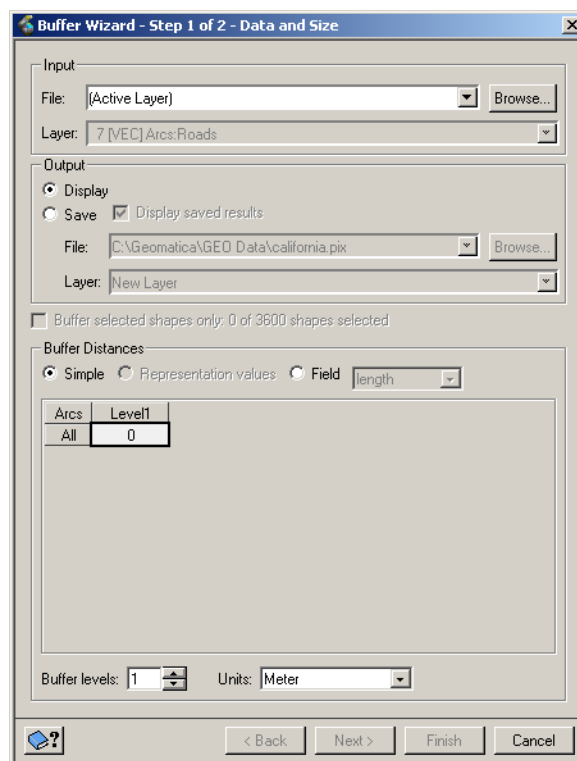 Buffer Wizard - Step 1 of 2 - Data and Size
Input
File: (Active Layer) Browse...
Layer: 7 [VEC] Arcs:Roads
Output
Display
Save Display saved results
File: C:\Geomatica\GEO Data\california.pix Browse...
Layer: New Layer
Buffer selected shapes only: 0 of 3600 shapes selected
Buffer Distances
Simple Representation values Field length
Arcs Level1
All 0
Buffer levels: 1 Units: Meter
? < Back Next > Finish Cancel